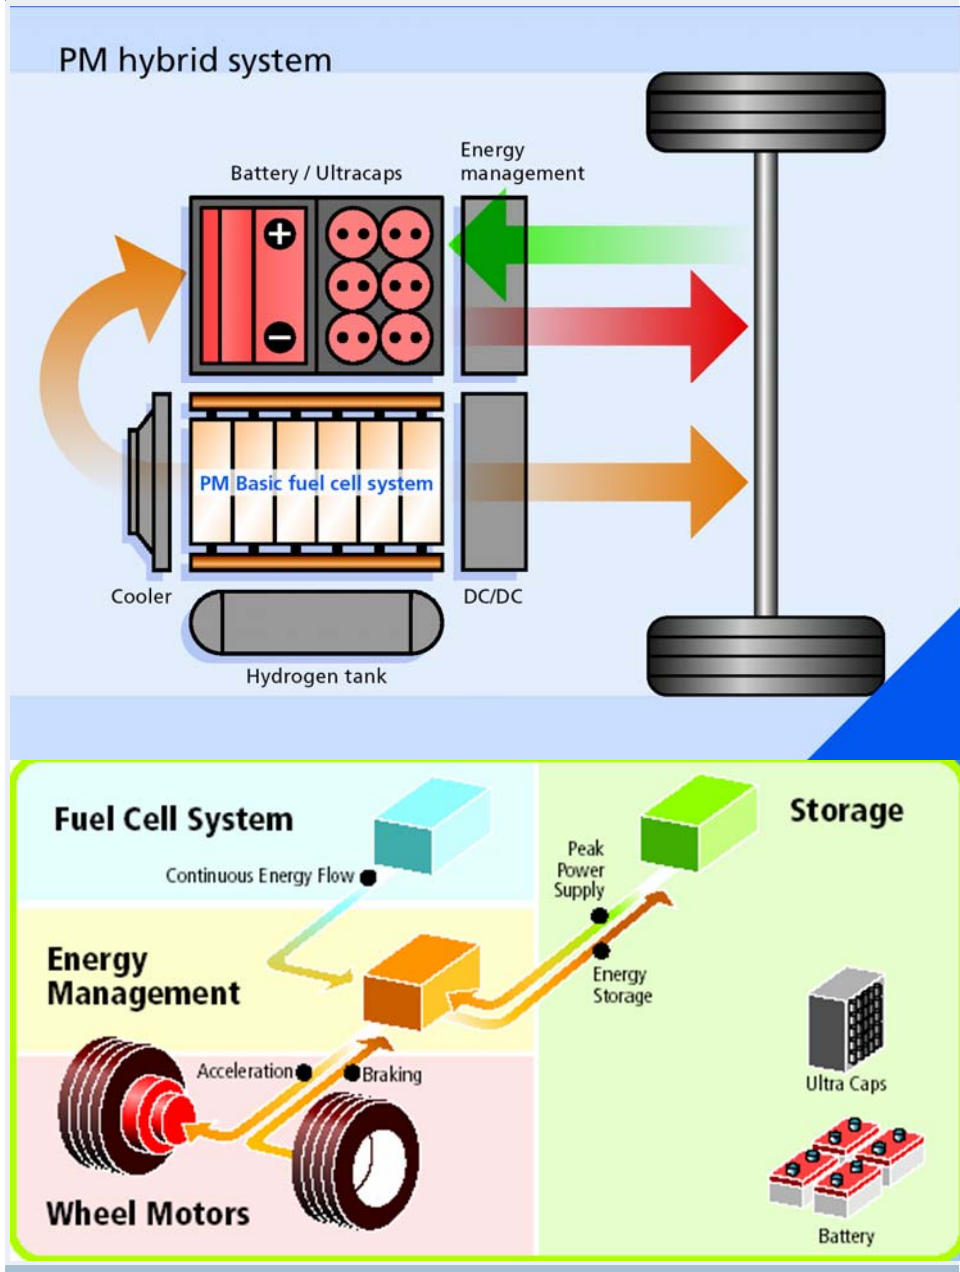 PM hybrid system
Energy
management
Battery / Ultracaps
+
−
PM Basic fuel cell system
Cooler
DC/DC
Hydrogen tank
Fuel Cell System
Storage
Continuous Energy Flow
Peak
Power
Supply
Energy
Management
Energy
Storage
Acceleration
Braking
Ultra Caps
Wheel Motors
Battery